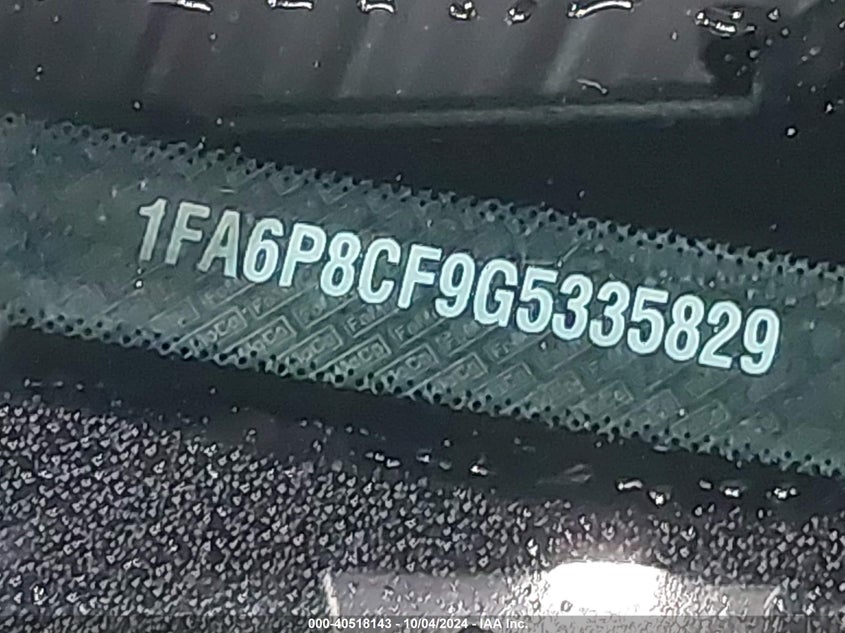 1FA6P8CF9G5335829
000-40518143 - 10/04/2024 - IAA Inc.